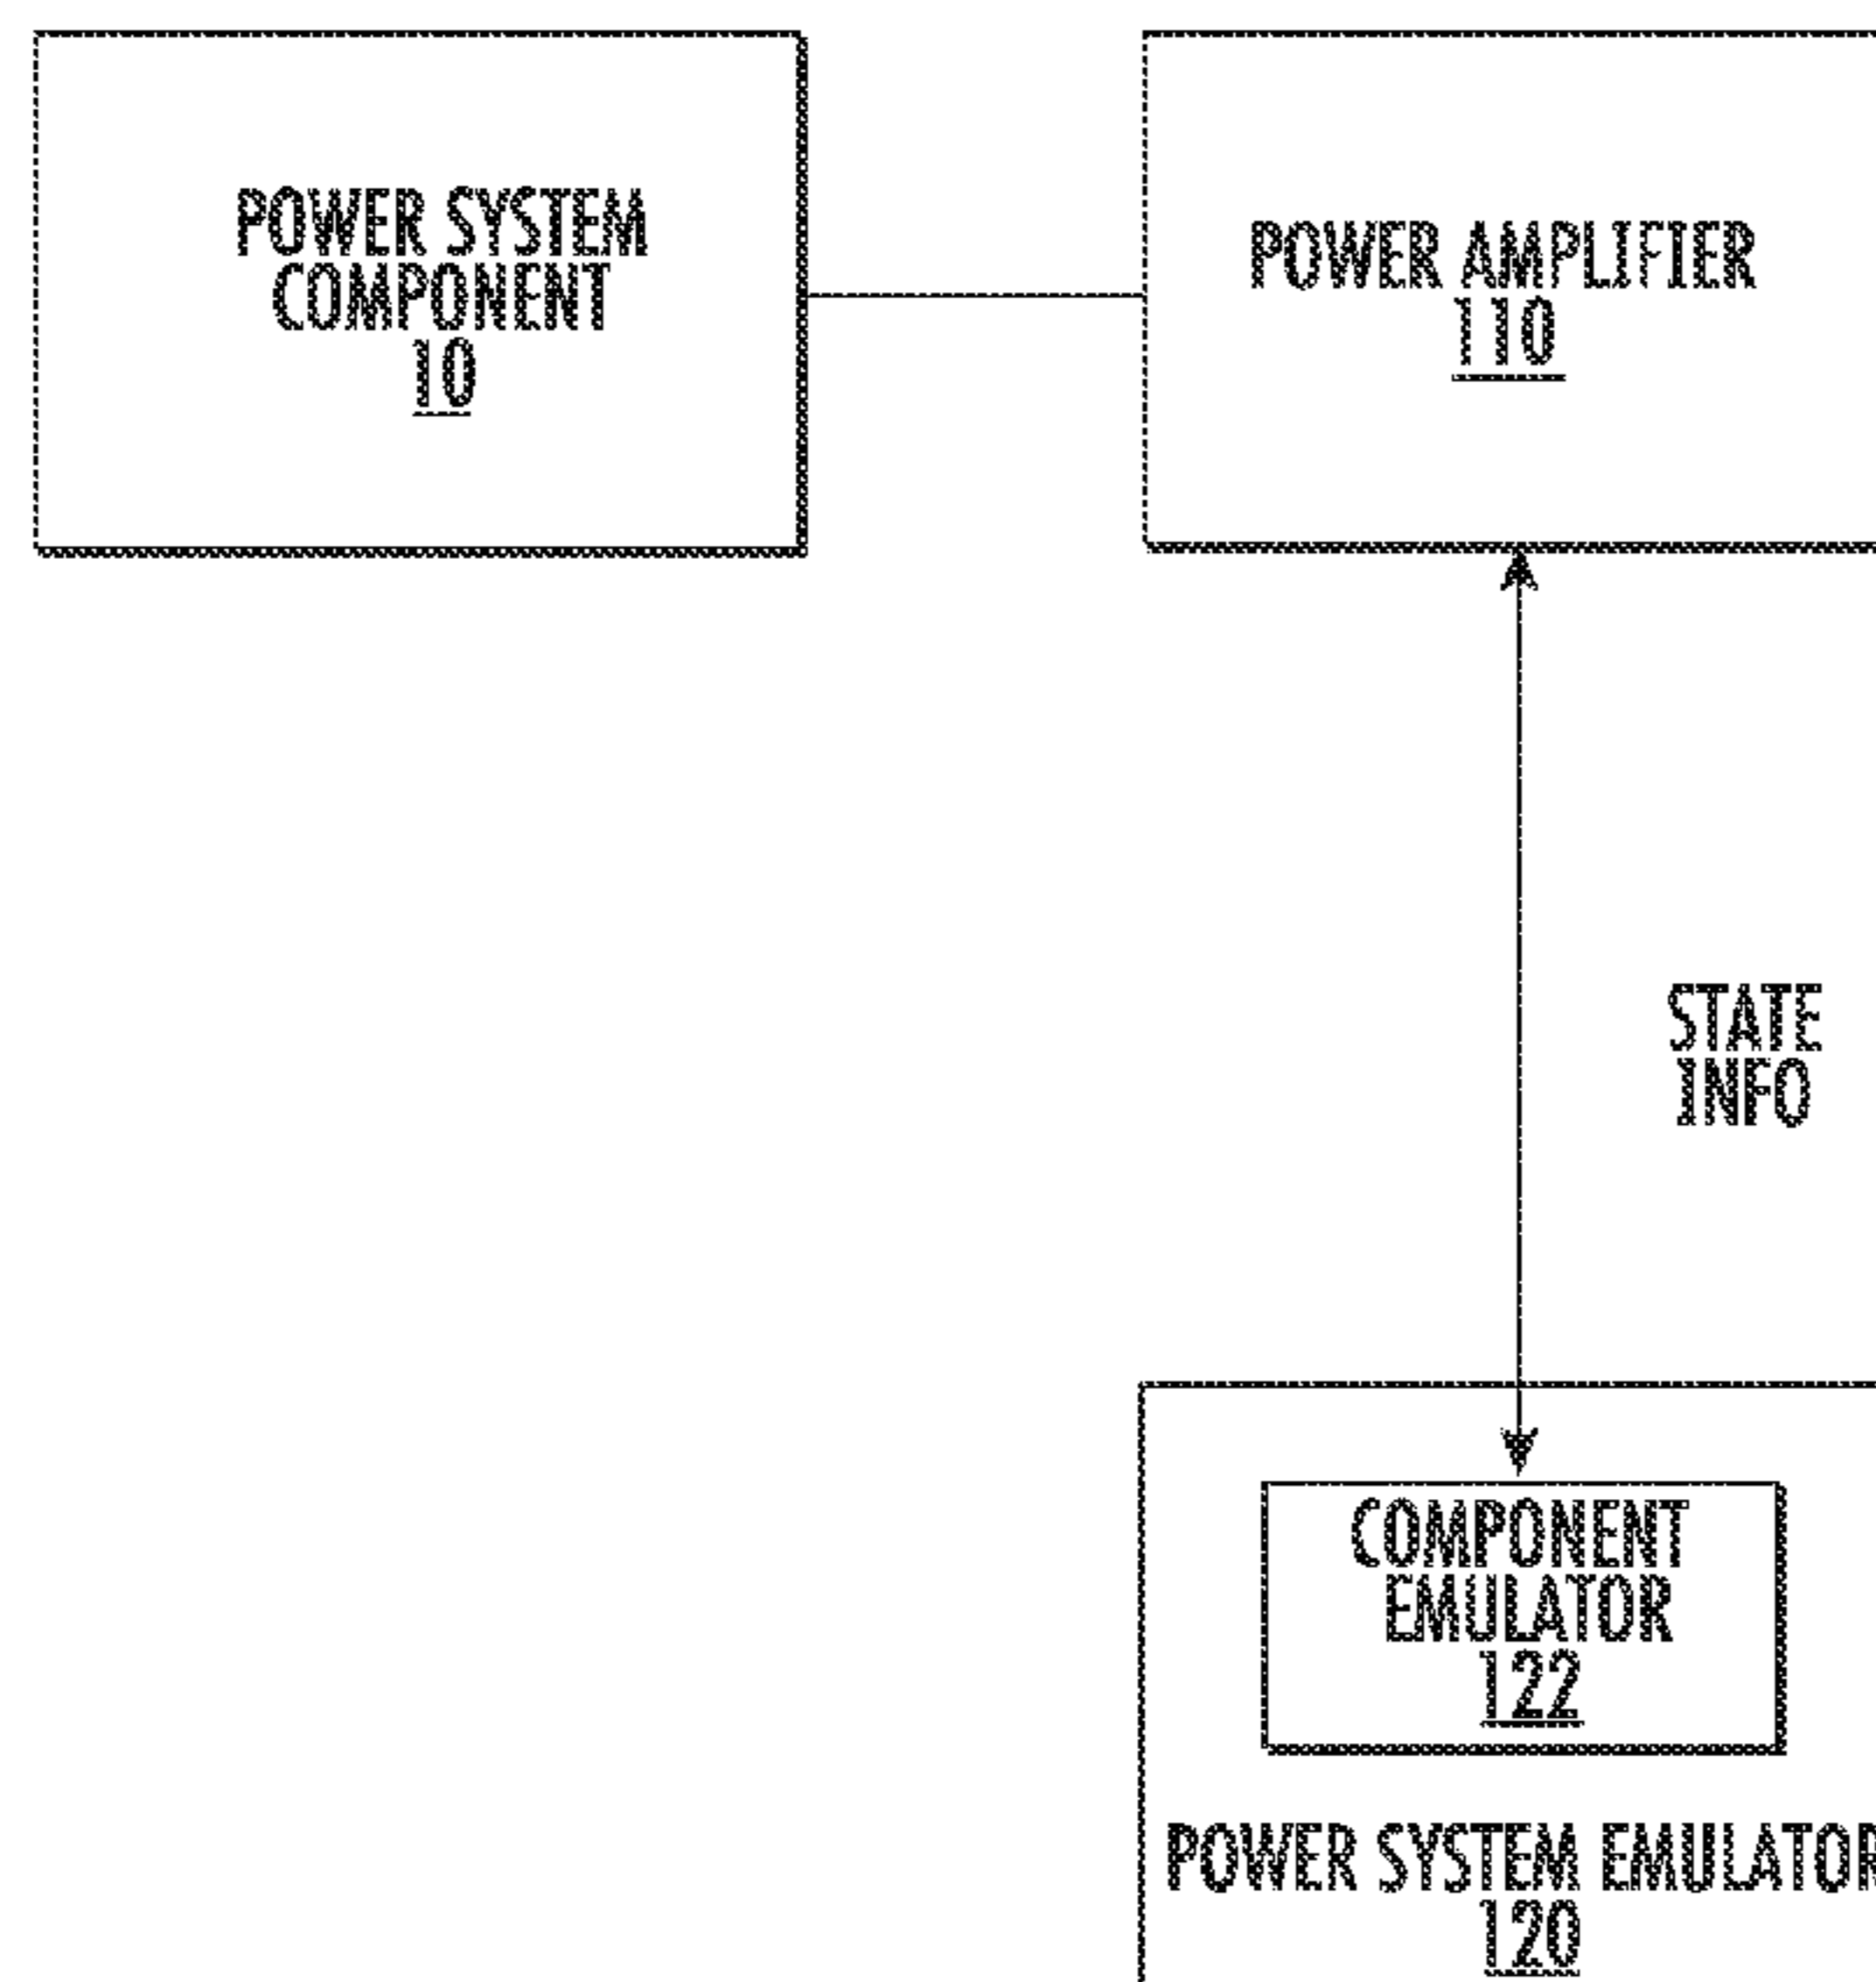 POWER SYSTEM
COMPONENT
10
POWER AMPLIFIER
110
STATE
INFO
COMPONENT
EMULATOR
122
POWER SYSTEM EMULATOR
120